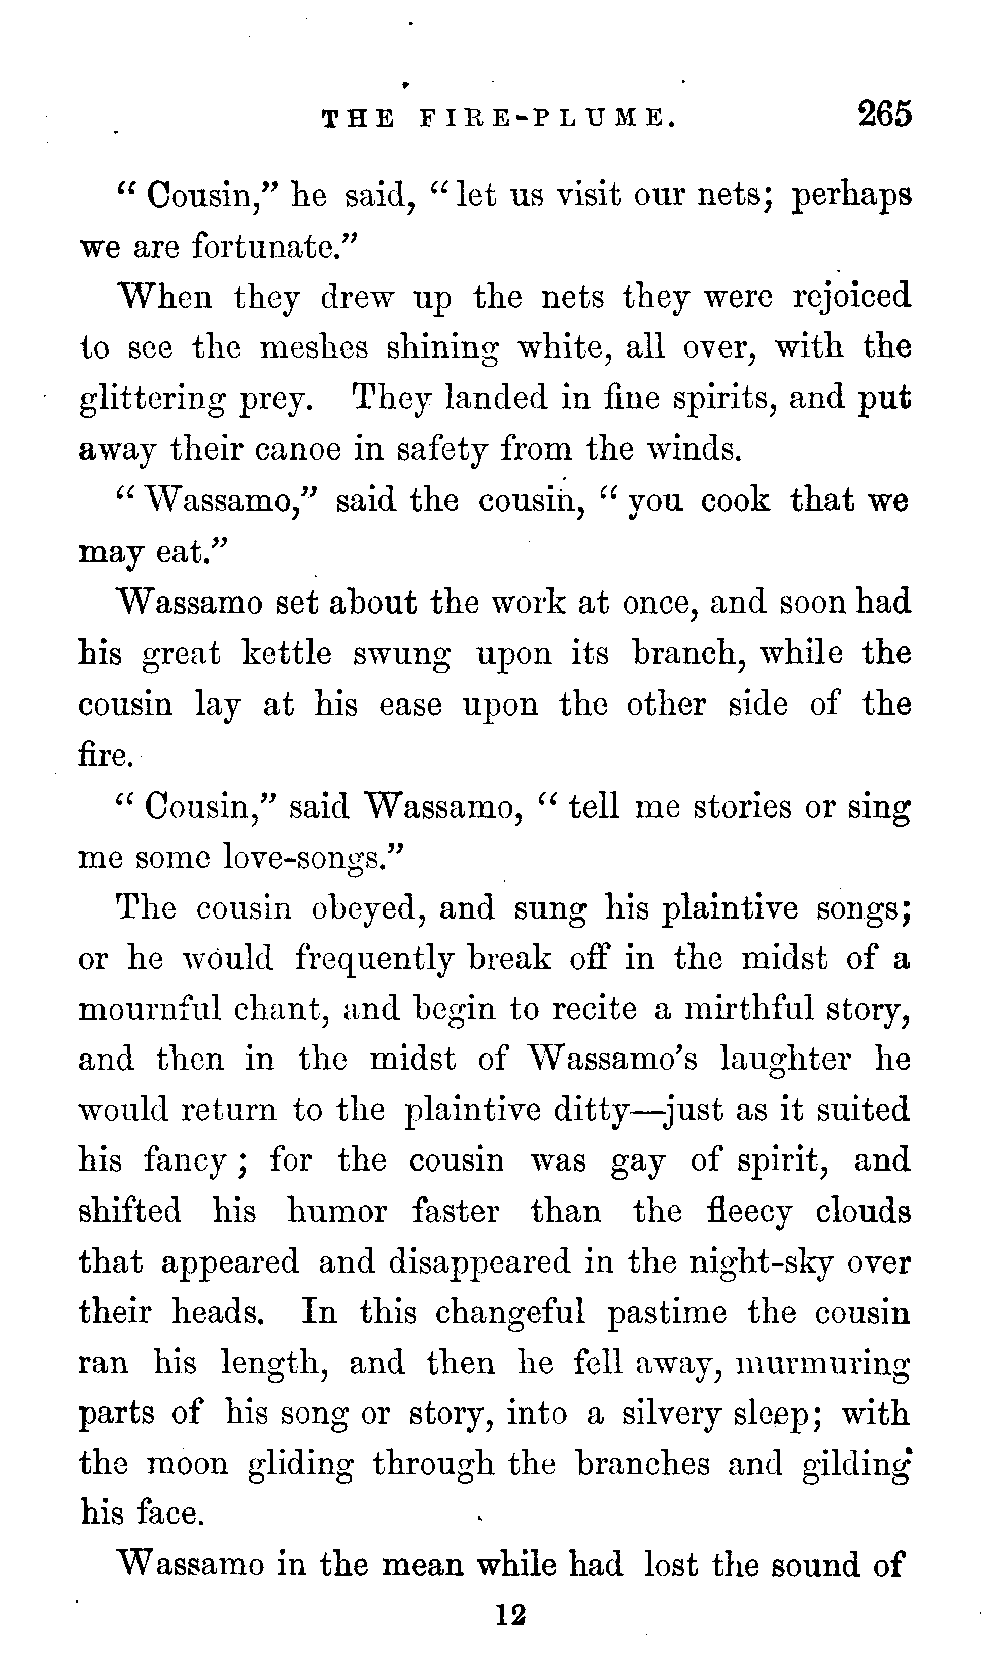 THE FIRE-PLUME. 265
“ Cousin,” he said, “ let us visit our nets; perhaps
we are fortunate.”
When they drew up the nets they were rejoiced
to see the meshes shining white, all over, with the
glittering prey. They landed in fine spirits, and put
away their canoe in safety from the winds.
“ Wassamo,” said the cousin, “ you cook that we
may eat.”
Wassamo set about the work at once, and soon had
his great kettle swung upon its branch, while the
cousin lay at his ease upon the other side of the
fire.
“ Cousin,” said Wassamo, “ tell me stories or sing
me some love-songs.”
The cousin obeyed, and sung his plaintive songs;
or he would frequently break off in the midst of a
mournful chant, and begin to recite a mirthful story,
and then in the midst of Wassamo’s laughter he
would return to the plaintive ditty—just as it suited
his fancy ; for the cousin was gay of spirit, and
shifted his humor faster than the fleecy clouds
that appeared and disappeared in the night-sky over
their heads. In this changeful pastime the cousin
ran his length, and then he fell away, murmuring
parts of his song or story, into a silvery sleep; with
the moon gliding through the branches and gilding
his face.
Wassamo in the mean while had lost the sound of
12